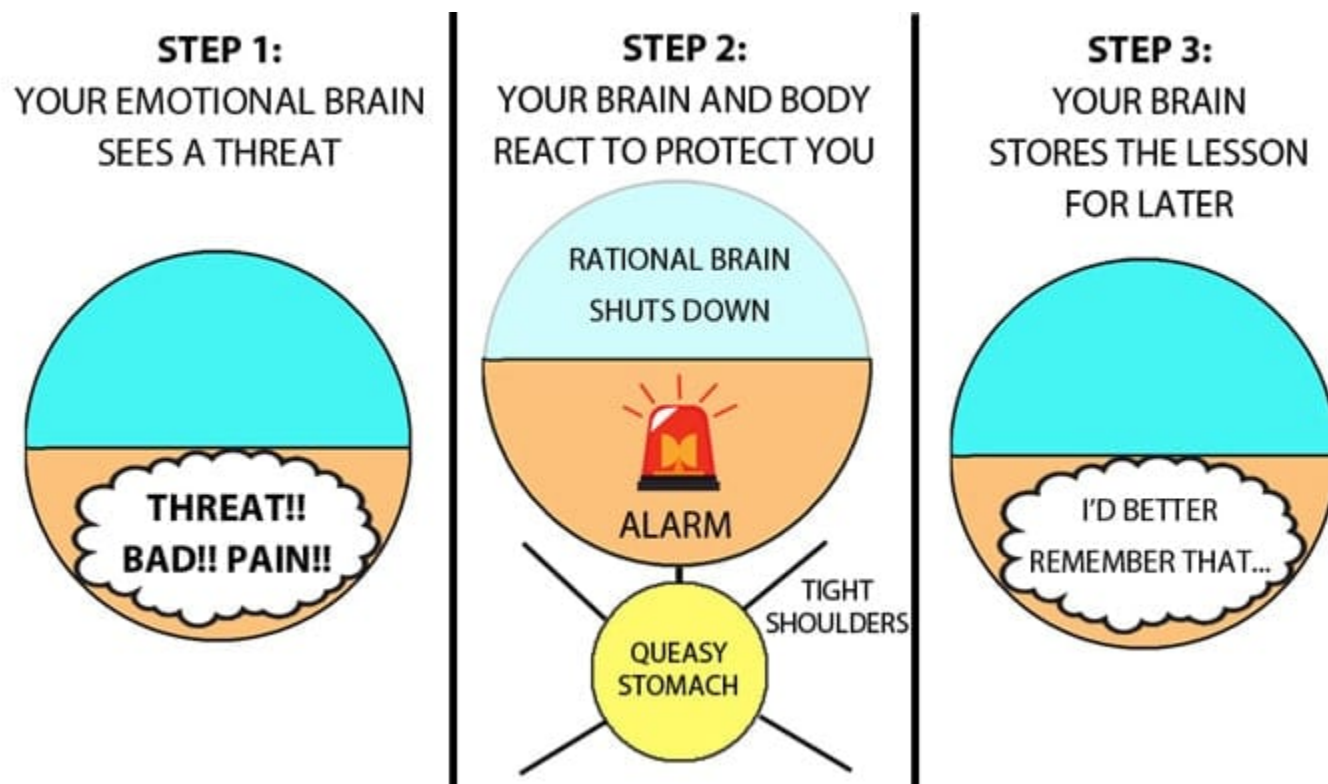 STEP 1:
YOUR EMOTIONAL BRAIN
SEES A THREAT
THREAT!!
BAD!! PAIN!!
STEP 2:
YOUR BRAIN AND BODY
REACT TO PROTECT YOU
RATIONAL BRAIN
SHUTS DOWN
ALARM
TIGHT
SHOULDERS
QUEASY
STOMACH
STEP 3:
YOUR BRAIN
STORES THE LESSON
FOR LATER
I'D BETTER
REMEMBER THAT...